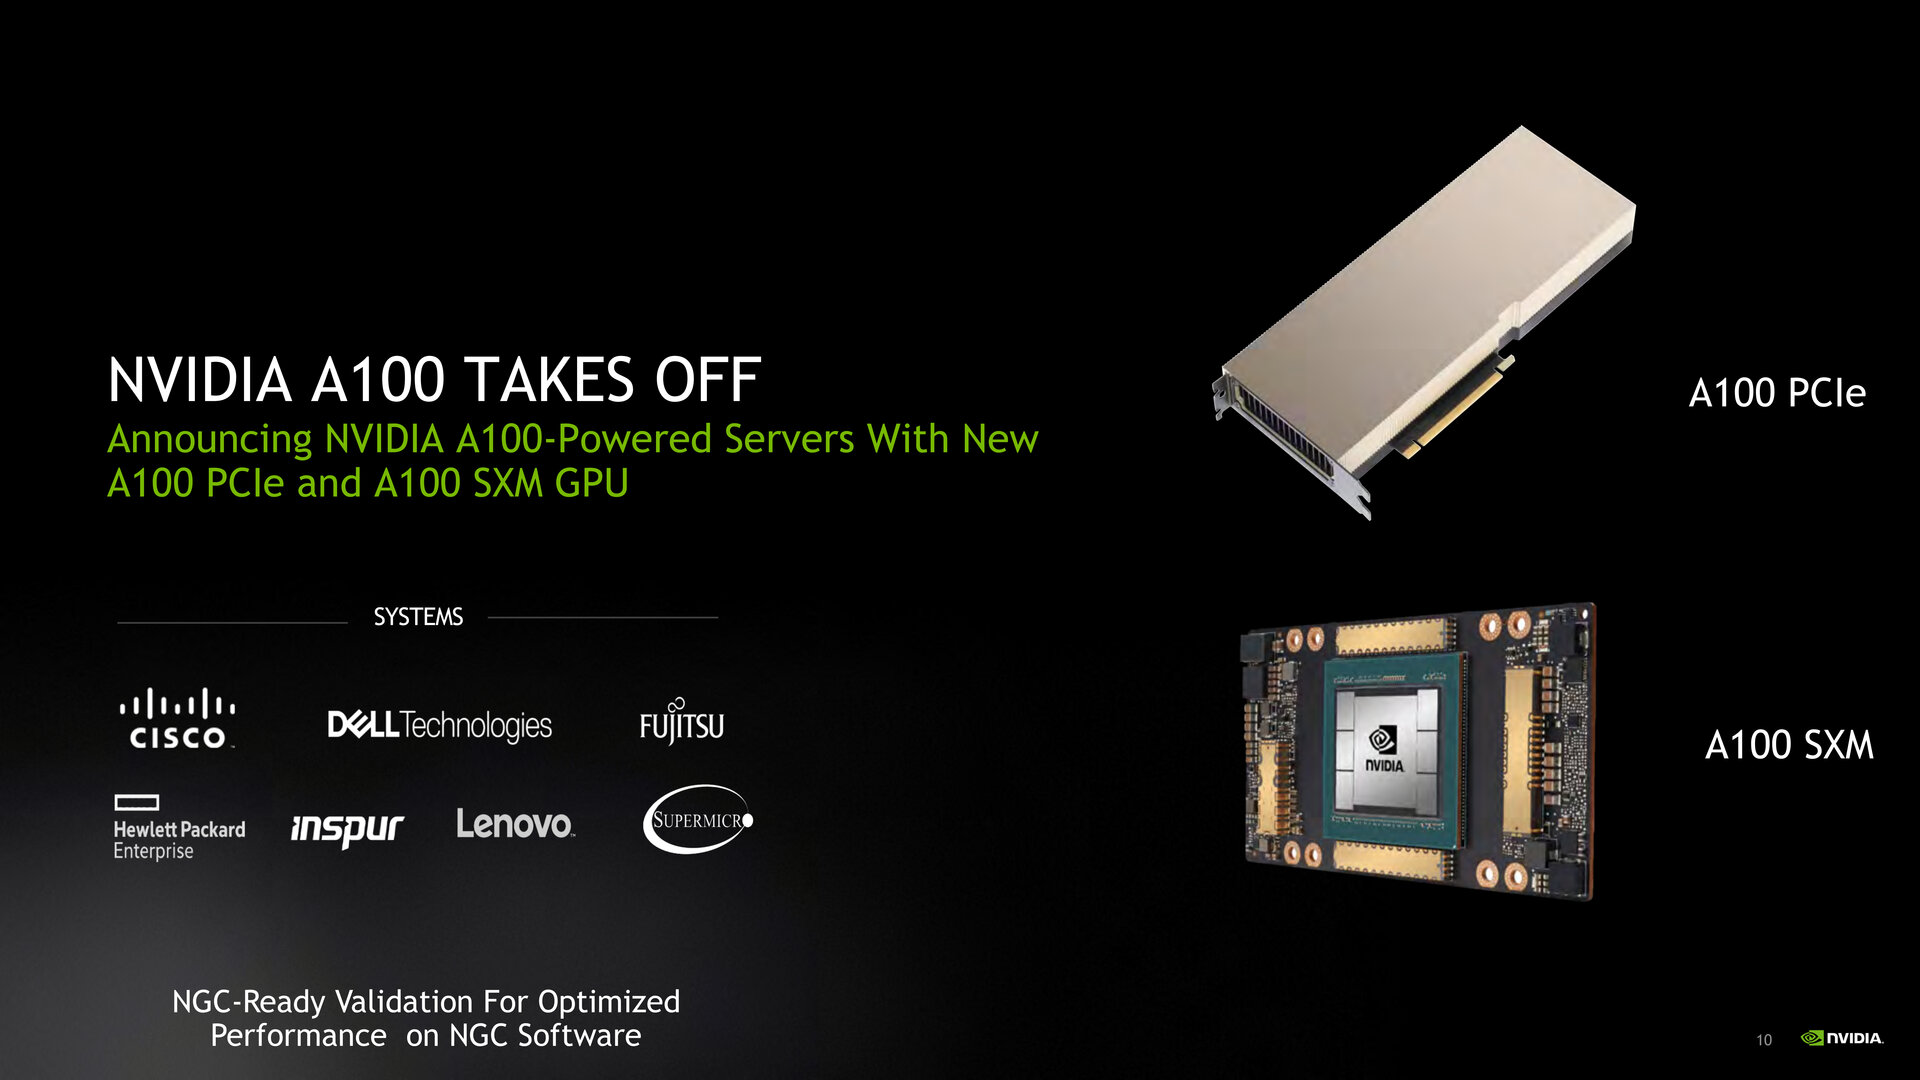 NVIDIA A100 TAKES OFF
Announcing NVIDIA A100-Powered Servers With New
A100 PCIe and A100 SXM GPU
A100 PCIe
SYSTEMS
CISCO
DELL Technologies
FUJITSU
Hewlett Packard
Enterprise
inspur
Lenovo
SUPERMICRO
NVIDIA
A100 SXM
NGC-Ready Validation For Optimized
Performance on NGC Software
10
NVIDIA